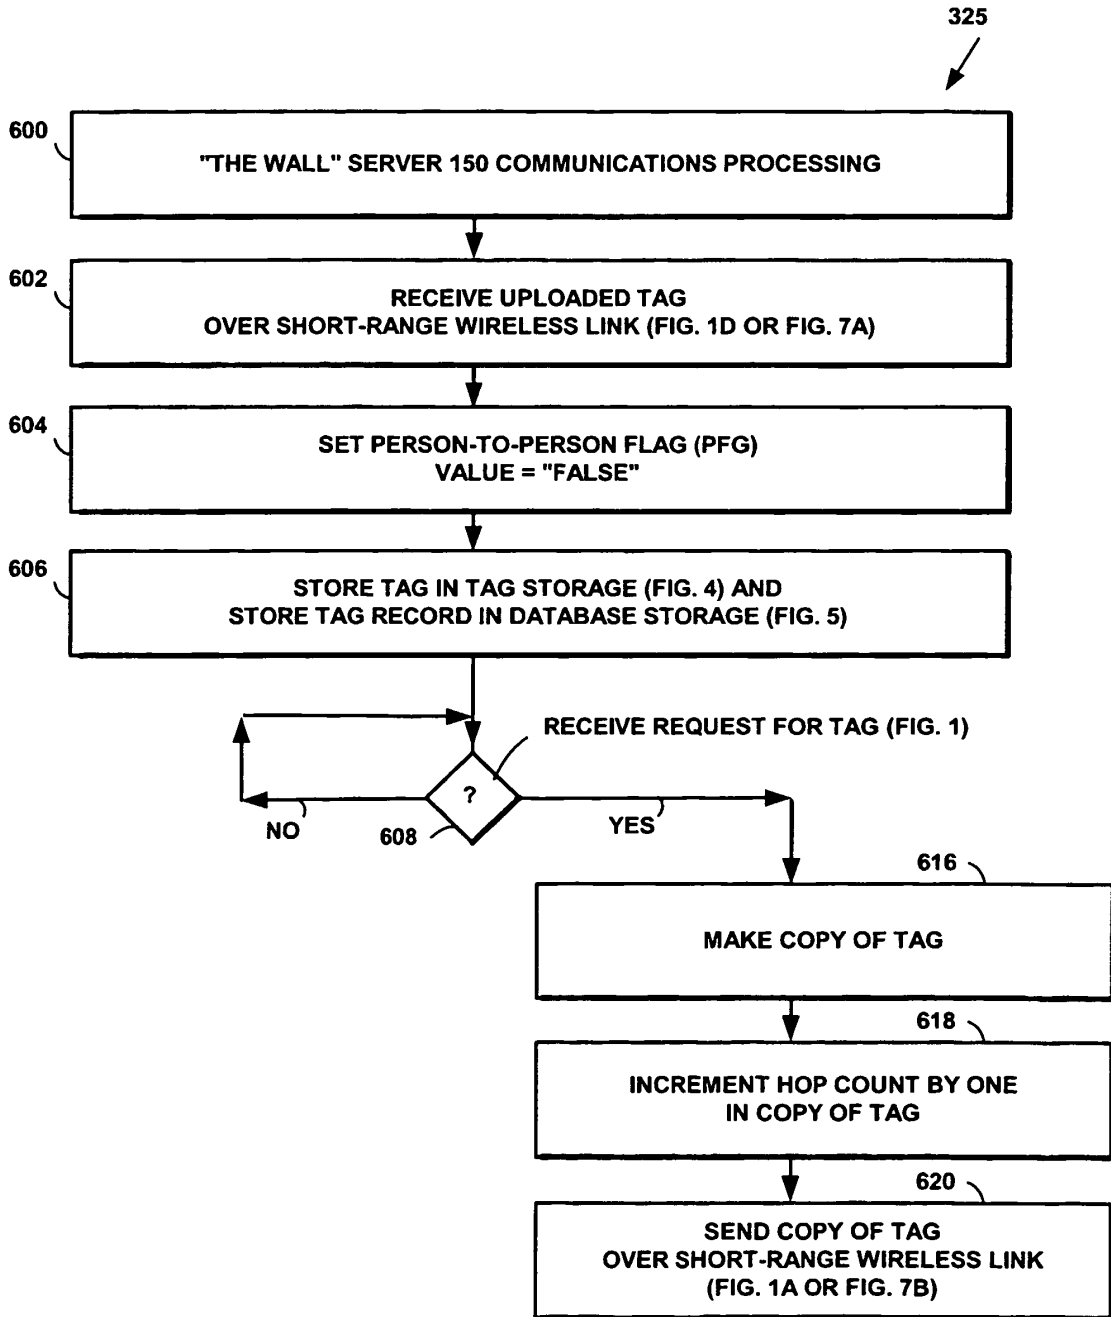 325
600
"THE WALL" SERVER 150 COMMUNICATIONS PROCESSING
602
RECEIVE UPLOADED TAG
OVER SHORT-RANGE WIRELESS LINK (FIG. 1D OR FIG. 7A)
604
SET PERSON-TO-PERSON FLAG (PFG)
VALUE = "FALSE"
606
STORE TAG IN TAG STORAGE (FIG. 4) AND
STORE TAG RECORD IN DATABASE STORAGE (FIG. 5)
RECEIVE REQUEST FOR TAG (FIG. 1)
?
NO
608
YES
616
MAKE COPY OF TAG
618
INCREMENT HOP COUNT BY ONE
IN COPY OF TAG
620
SEND COPY OF TAG
OVER SHORT-RANGE WIRELESS LINK
(FIG. 1A OR FIG. 7B)